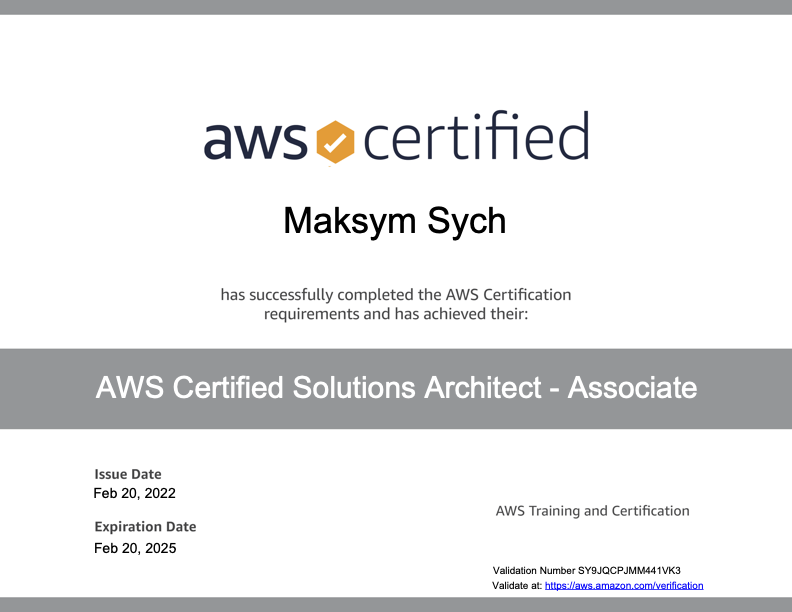 aws certified
Maksym Sych
has successfully completed the AWS Certification
requirements and has achieved their:
AWS Certified Solutions Architect - Associate
Issue Date
Feb 20, 2022
Expiration Date
Feb 20, 2025
AWS Training and Certification
Validation Number SY9JQCPJMM441VK3
Validate at: https://aws.amazon.com/verification